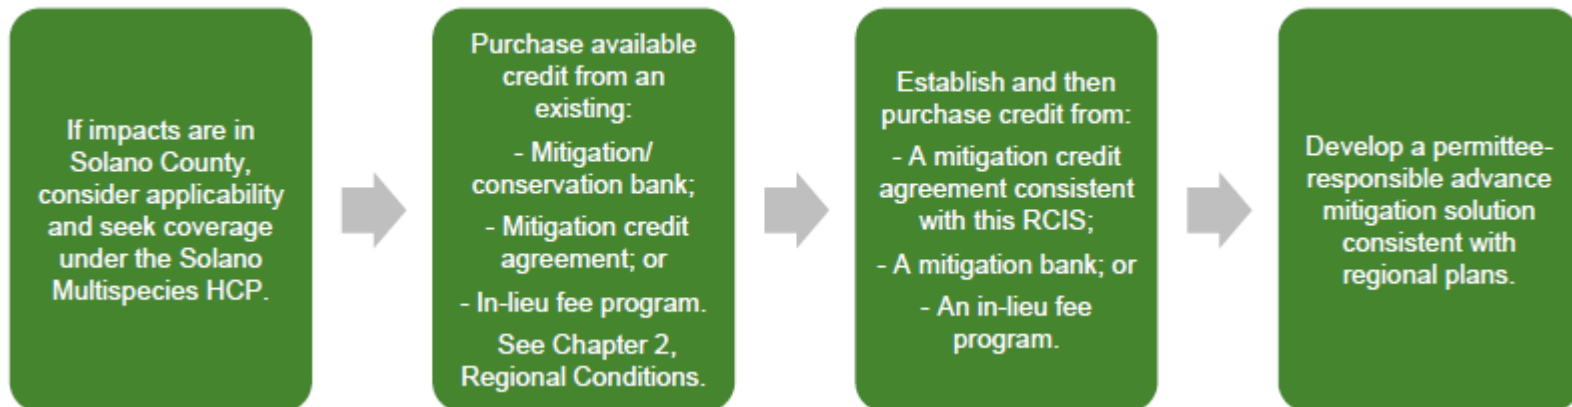 If impacts are in
Solano County,
consider applicability
and seek coverage
under the Solano
Multispecies HCP.
Purchase available
credit from an
existing:
- Mitigation/
conservation bank;
- Mitigation credit
agreement; or
- In-lieu fee program.
See Chapter 2,
Regional Conditions.
Establish and then
purchase credit from:
- A mitigation credit
agreement consistent
with this RCIS;
- A mitigation bank; or
- An in-lieu fee
program.
Develop a permittee-
responsible advance
mitigation solution
consistent with
regional plans.